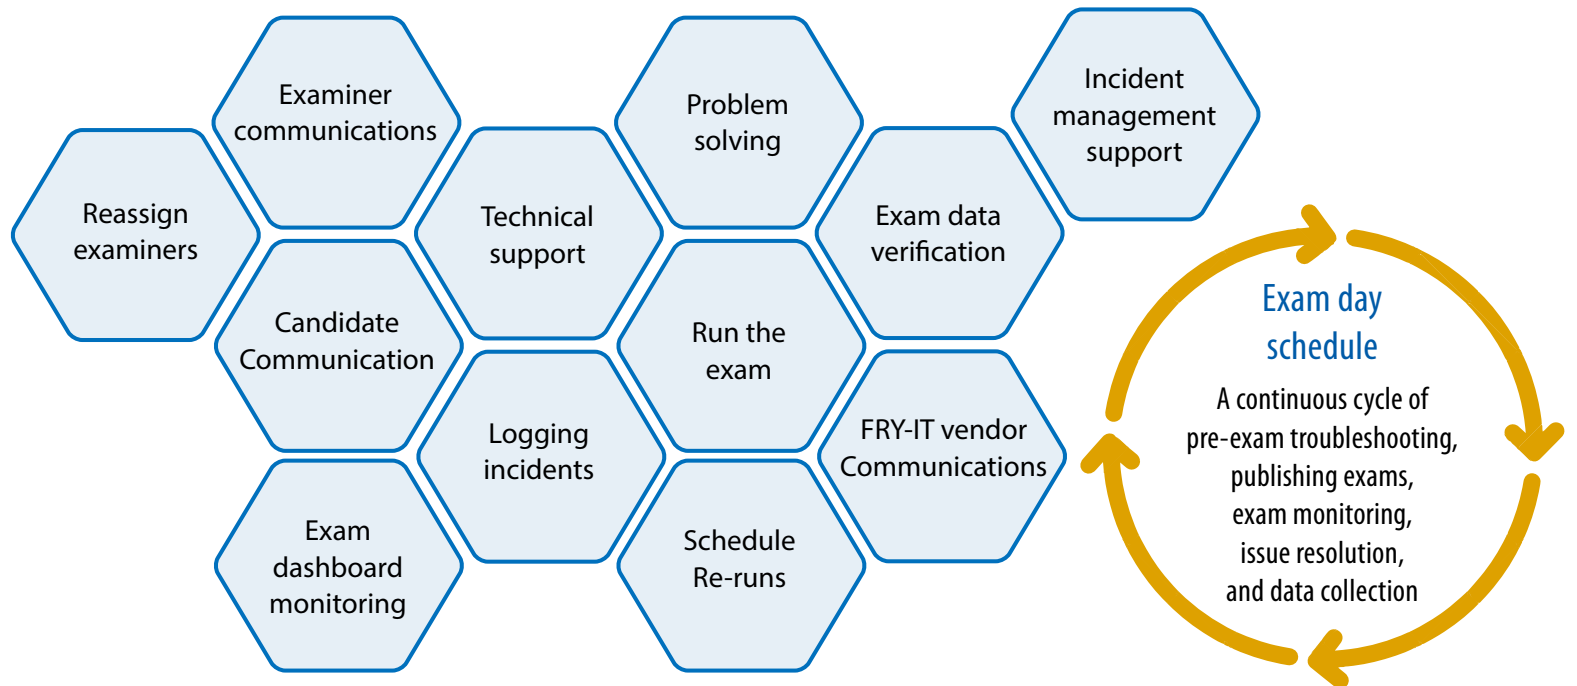 Examiner
communications
Problem
solving
Incident
management
support
Reassign
examiners
Technical
support
Exam data
verification
Candidate
Communication
Run the
exam
Logging
incidents
FRY-IT vendor
Communications
Exam
dashboard
monitoring
Schedule
Re-runs
Exam day
schedule
A continuous cycle of
pre-exam troubleshooting,
publishing exams,
exam monitoring,
issue resolution,
and data collection